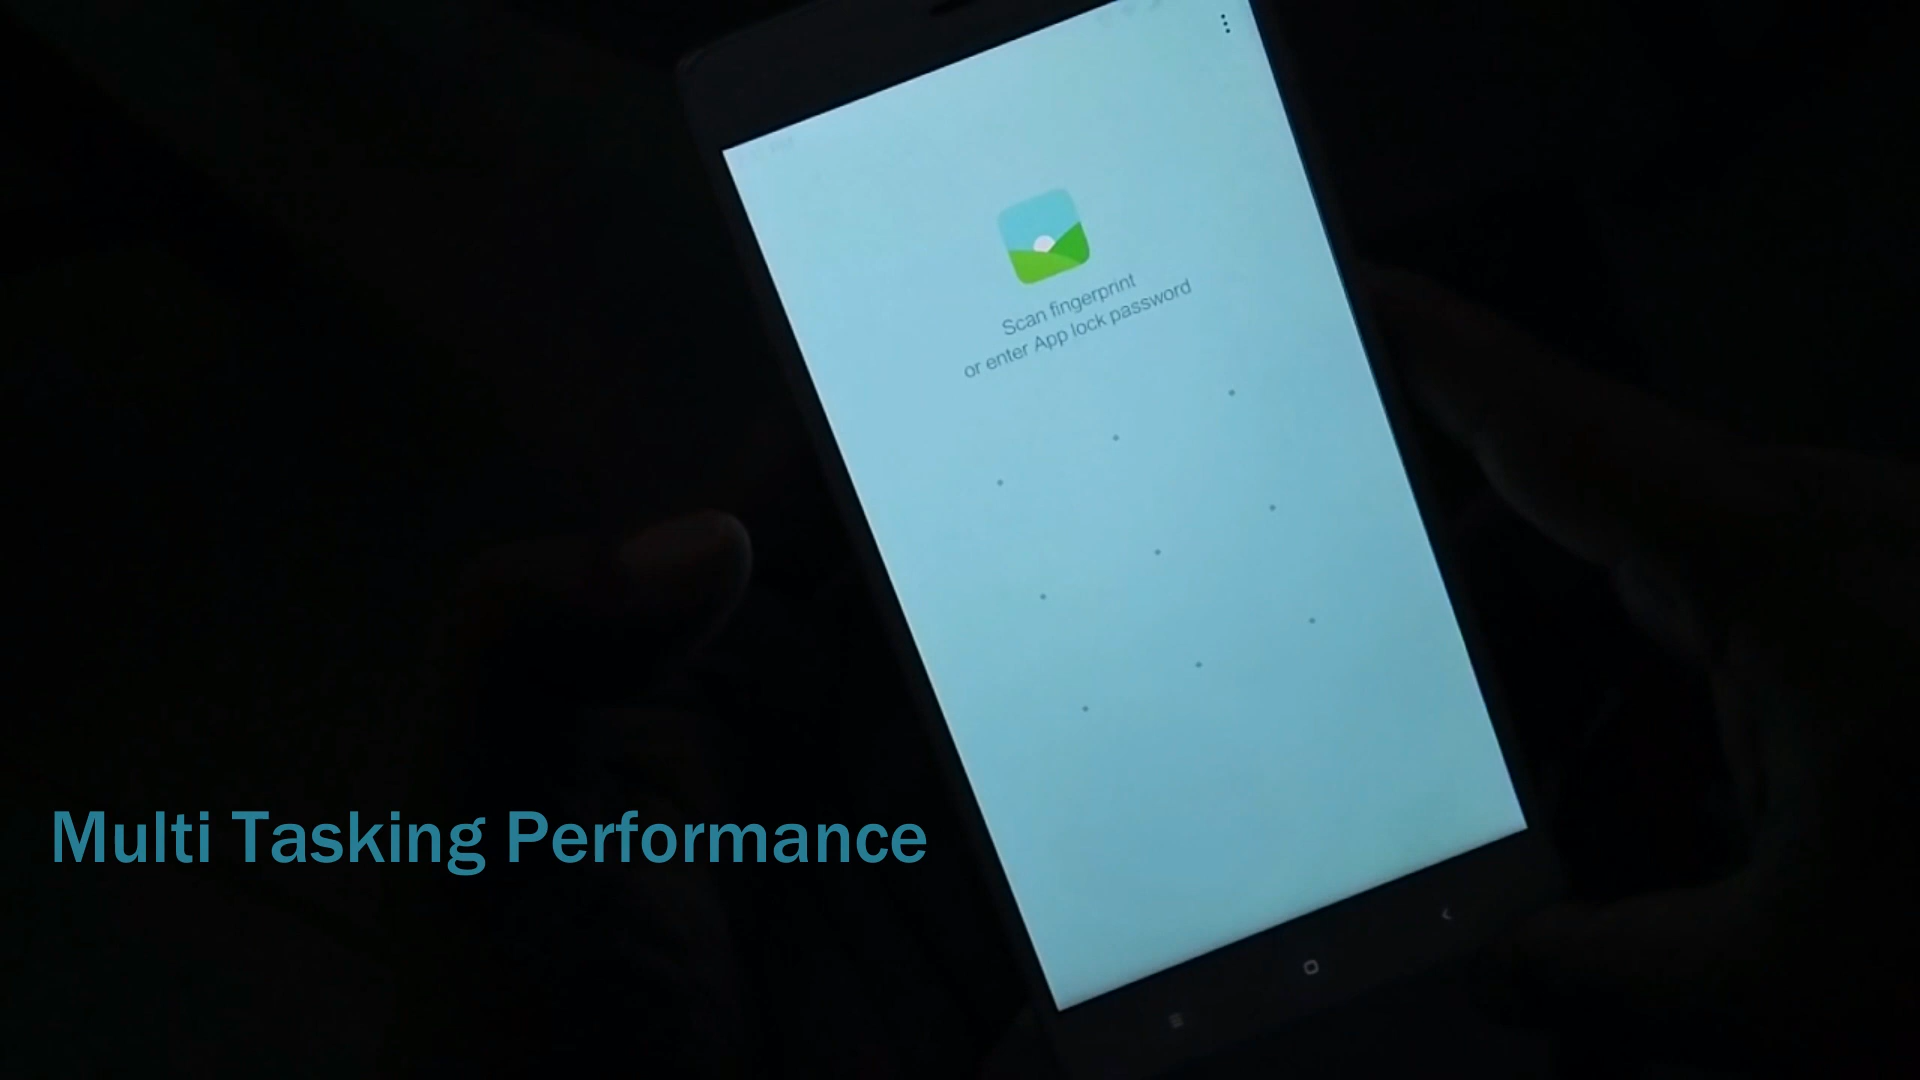 Scan fingerprint
or enter App lock password
Multi Tasking Performance